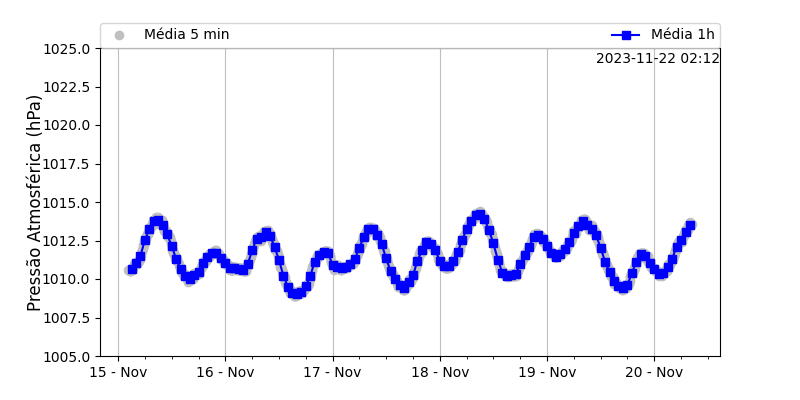 Média 5 min
Média 1h
2023-11-22 02:12
Pressão Atmosférica (hPa)
1025.0
1022.5
1020.0
1017.5
1015.0
1012.5
1010.0
1007.5
1005.0
15 - Nov
16 - Nov
17 - Nov
18 - Nov
19 - Nov
20 - Nov